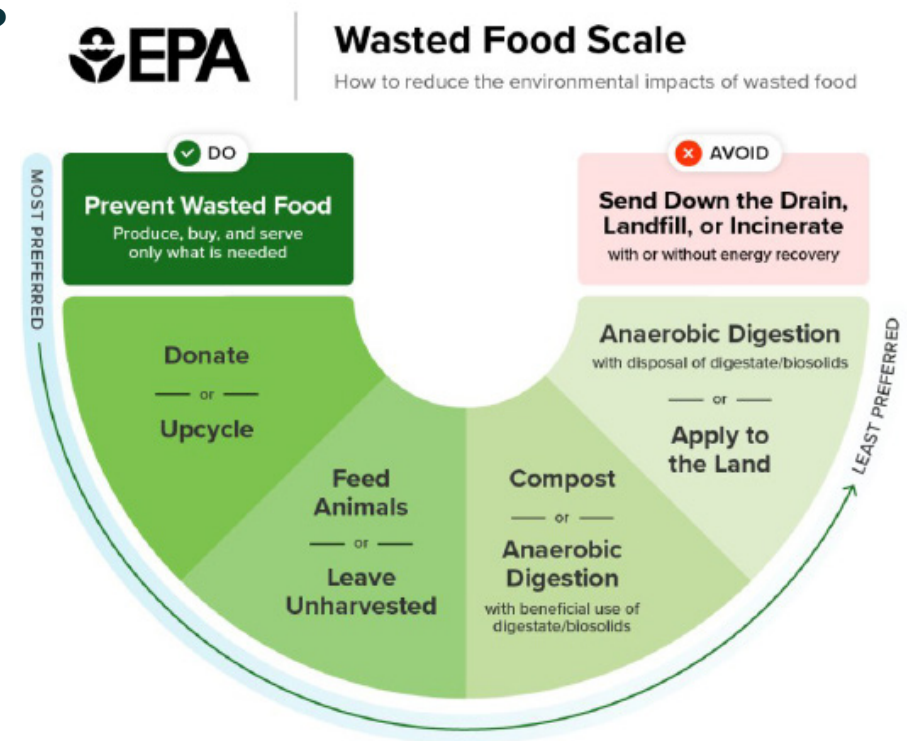 EPA
Wasted Food Scale
How to reduce the environmental impacts of wasted food
DO
Prevent Wasted Food
Produce, buy, and serve
only what is needed
AVOID
Send Down the Drain,
Landfill, or Incinerate
with or without energy recovery
MOST PREFERRED
Donate
or
Upcycle
Feed
Animals
or
Leave
Unharvested
Compost
or
Anaerobic
Digestion
with beneficial use of
digestate/biosolids
Anaerobic Digestion
with disposal of digestate/biosolids
or
Apply to
the Land
LEAST PREFERRED